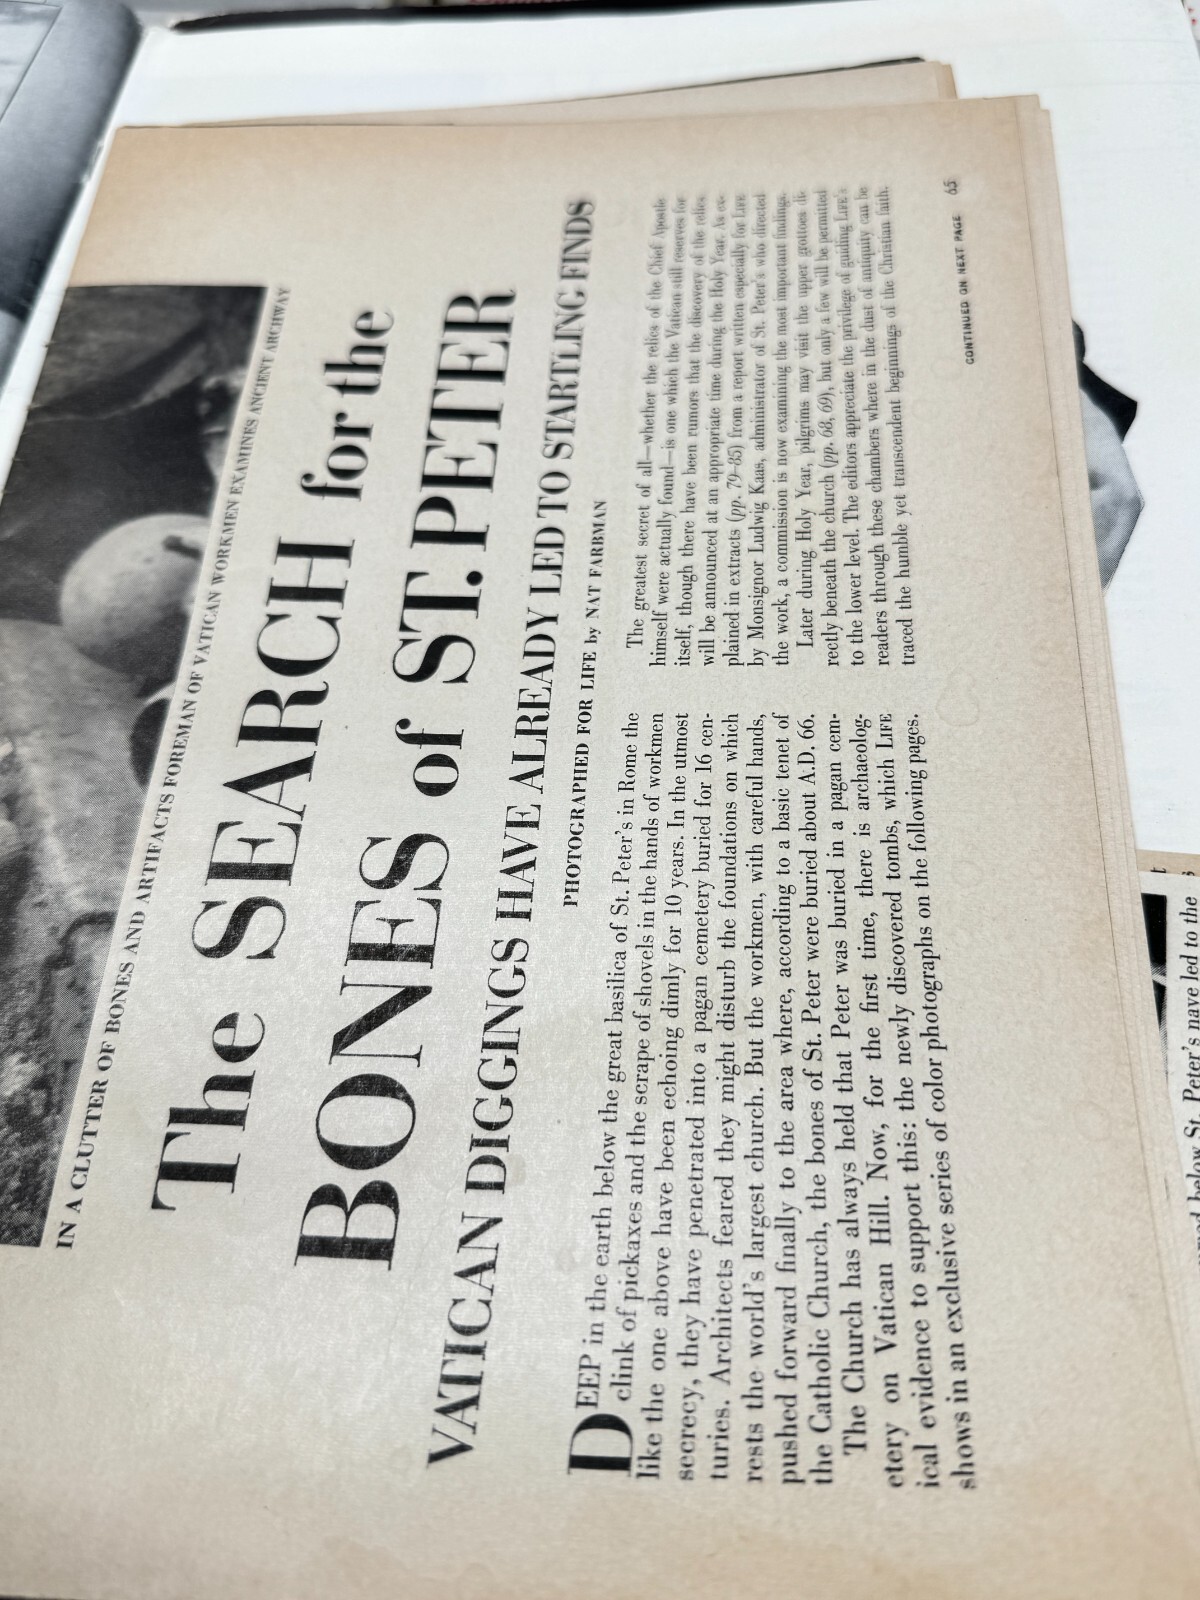 IN A CLUTTER OF BONES AND ARTIFACTS FOREMAN OF VATICAN WORKMEN EXAMINES ANCIENT ARCHWAY
The SEARCH for the
BONES of ST. PETER
VATICAN DIGGINGS HAVE ALREADY LED TO STARTLING FINDS
PHOTOGRAPHED FOR LIFE by NAT FARBMAN
DEEP in the earth below the great basilica of St. Peter's in Rome the
clink of pickaxes and the scrape of shovels in the hands of workmen
like the one above have been echoing dimly for 10 years. In the utmost
secrecy, they have penetrated into a pagan cemetery buried for 16 cen-
turies. Architects feared they might disturb the foundations on which
rests the world's largest church. But the workmen, with careful hands,
pushed forward finally to the area where, according to a basic tenet of
the Catholic Church, the bones of St. Peter were buried about A.D. 66.
The Church has always held that Peter was buried in a pagan cem-
etery on Vatican Hill. Now, for the first time, there is archaeolog-
ical evidence to support this: the newly discovered tombs, which LIFE
shows in an exclusive series of color photographs on the following pages.
The greatest secret of all—whether the relics of the Chief Apostle
himself were actually found—is one which the Vatican still reserves for
itself, though there have been rumors that the discovery of the relics
will be announced at an appropriate time during the Holy Year. As ex-
plained in extracts (pp. 79-85) from a report written especially for LIFE
by Monsignor Ludwig Kaas, administrator of St. Peter's who directed
the work, a commission is now examining the most important findings.
Later during Holy Year, pilgrims may visit the upper grottoes di-
rectly beneath the church (pp. 68, 69), but only a few will be permitted
to the lower level. The editors appreciate the privilege of guiding LIFE's
readers through these chambers where in the dust of antiquity can be
traced the humble yet transcendent beginnings of the Christian faith.
CONTINUED ON NEXT PAGE 65
Peter's nave led to the
below St.